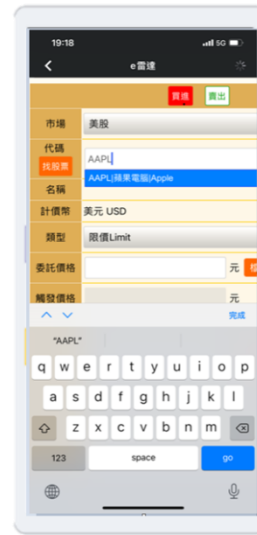 19:18
5G
e雷達
買進 賣出
市場 美股
代碼
找股票
AAPL
AAPL|蘋果電腦|Apple
名稱
計價幣 美元 USD
類型 限價Limit
委託價格 元
觸發價格 元
完成
"AAPL"
q w e r t y u i o p
a s d f g h j k l
z x c v b n m
123 space go